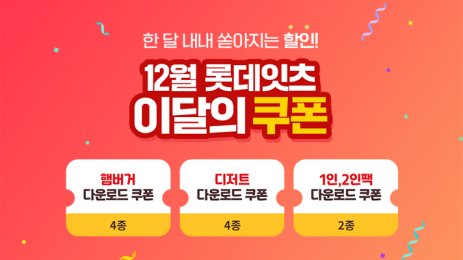 한 달 내내 쏟아지는 할인!
12월 롯데잇츠
이달의 쿠폰
햄버거
다운로드 쿠폰
4종
디저트
다운로드 쿠폰
4종
1인,2인팩
다운로드 쿠폰
2종